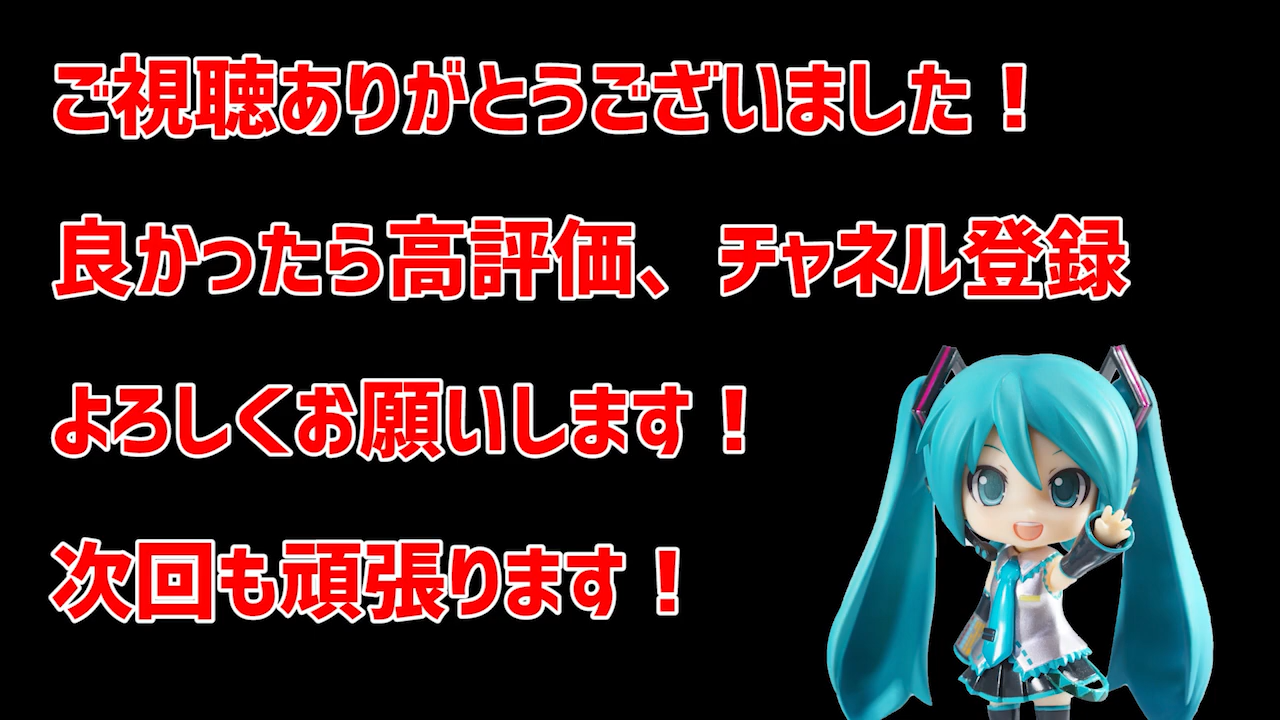 ご視聴ありがとうございました！
良かったら高評価、チャネル登録
よろしくお願いします！
次回も頑張ります！